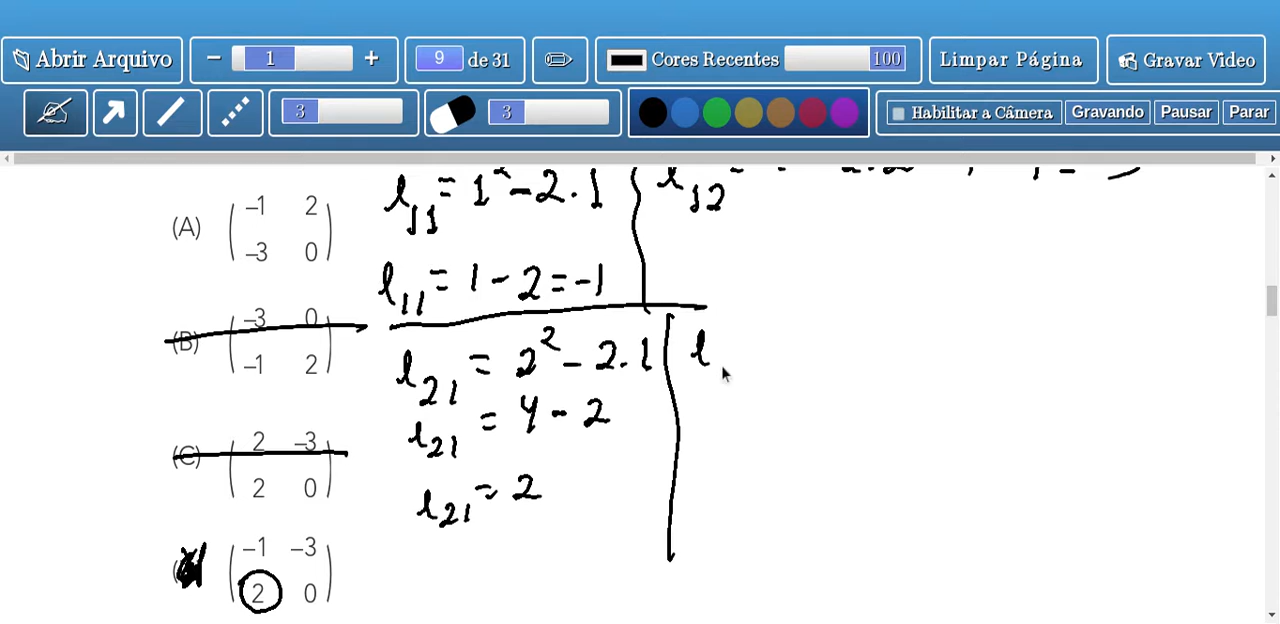 Abrir Arquivo
− 1 +
9 de 31
Cores Recentes 100
Limpar Página
Gravar Video
3
3
Habilitar a Câmera Gravando Pausar Parar
l₁₁ = 1² − 2 · 1
l₁₂
(A) −1 2
−3 0
l₁₁ = 1 − 2 = −1
(B) −3 0
−1 2
l₂₁ = 2² − 2 . 1
l
l₂₁ = 4 − 2
(C) 2 −3
2 0
l₂₁ = 2
−1 −3
2 0